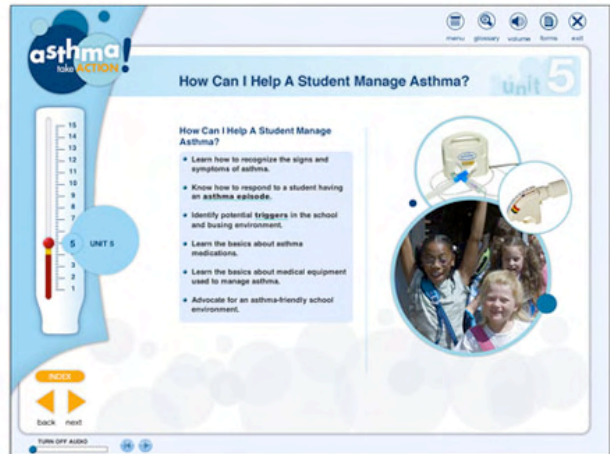 asthma!
take ACTION
menu glossary volume forms exit
How Can I Help A Student Manage Asthma?
unit 5
How Can I Help A Student Manage
Asthma?
Learn how to recognize the signs and
symptoms of asthma.
Know how to respond to a student having
an asthma episode.
Identify potential triggers in the school
and busing environment.
Learn the basics about asthma
medications.
Learn the basics about medical equipment
used to manage asthma.
Advocate for an asthma-friendly school
environment.
15
14
13
12
11
10
9
8
7
5 UNIT 5
3
2
1
INDEX
back next
TURN OFF AUDIO